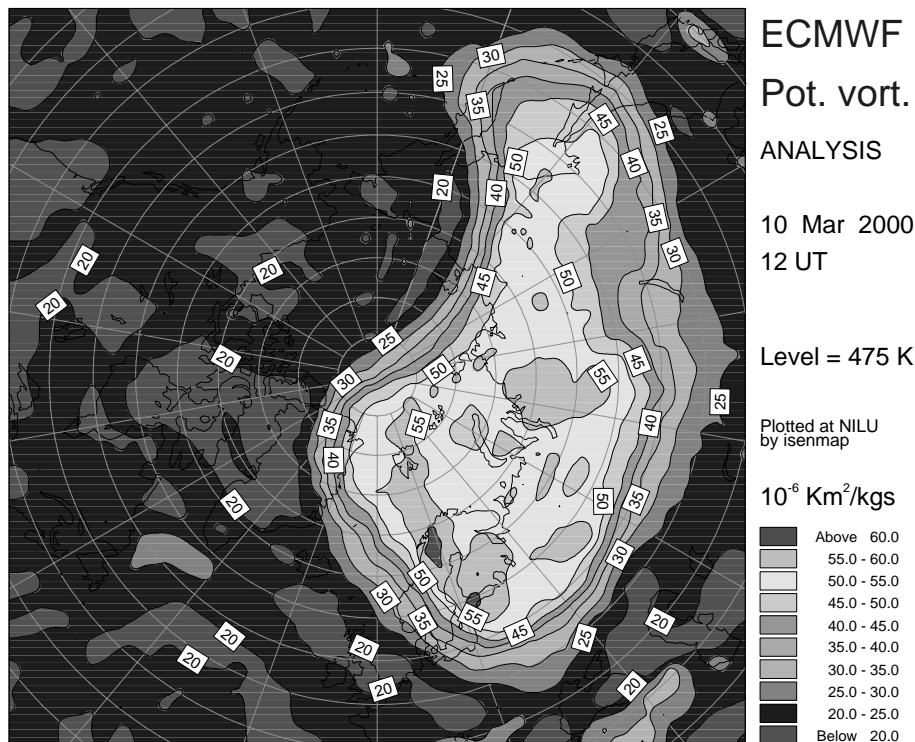 ECMWF
Pot. vort.
ANALYSIS
10 Mar 2000
12 UT
Level = 475 K
Plotted at NILU
by isenmap
10⁻⁶ Km²/kgs
Above 60.0
55.0 - 60.0
50.0 - 55.0
45.0 - 50.0
40.0 - 45.0
35.0 - 40.0
30.0 - 35.0
25.0 - 30.0
20.0 - 25.0
Below 20.0
30
25
35
45
25
50
40
20
40
35
20
20
30
45
50
20
25
20
50
45
55
30
25
35
55
40
40
20
50
35
30
50
30
35
55
45
25
20
20
20
20
20
20